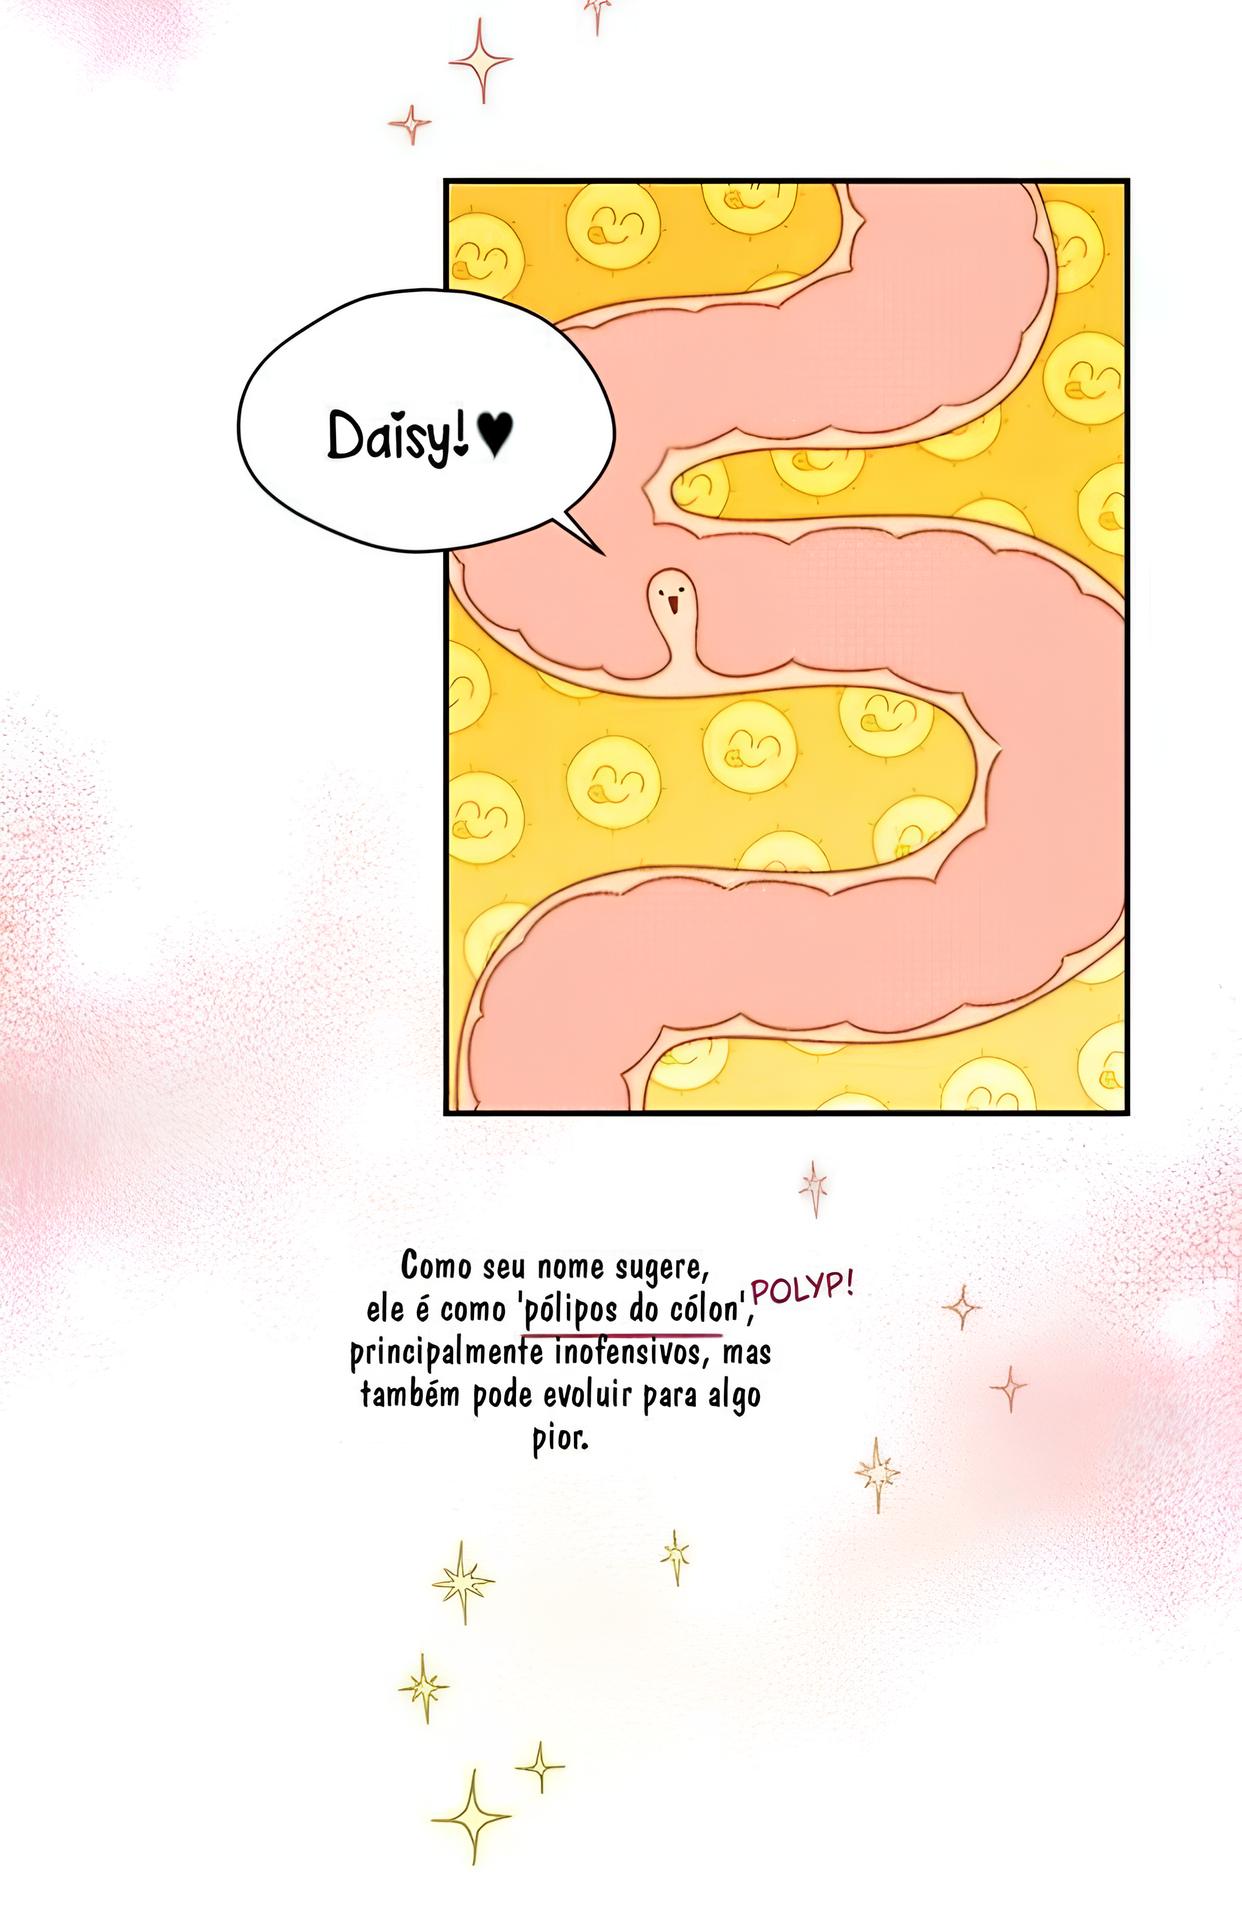 Daisy!♥
Como seu nome sugere,
ele é como 'pólipos do cólon',
POLYP!
principalmente inofensivos, mas
também pode evoluir para algo
pior.